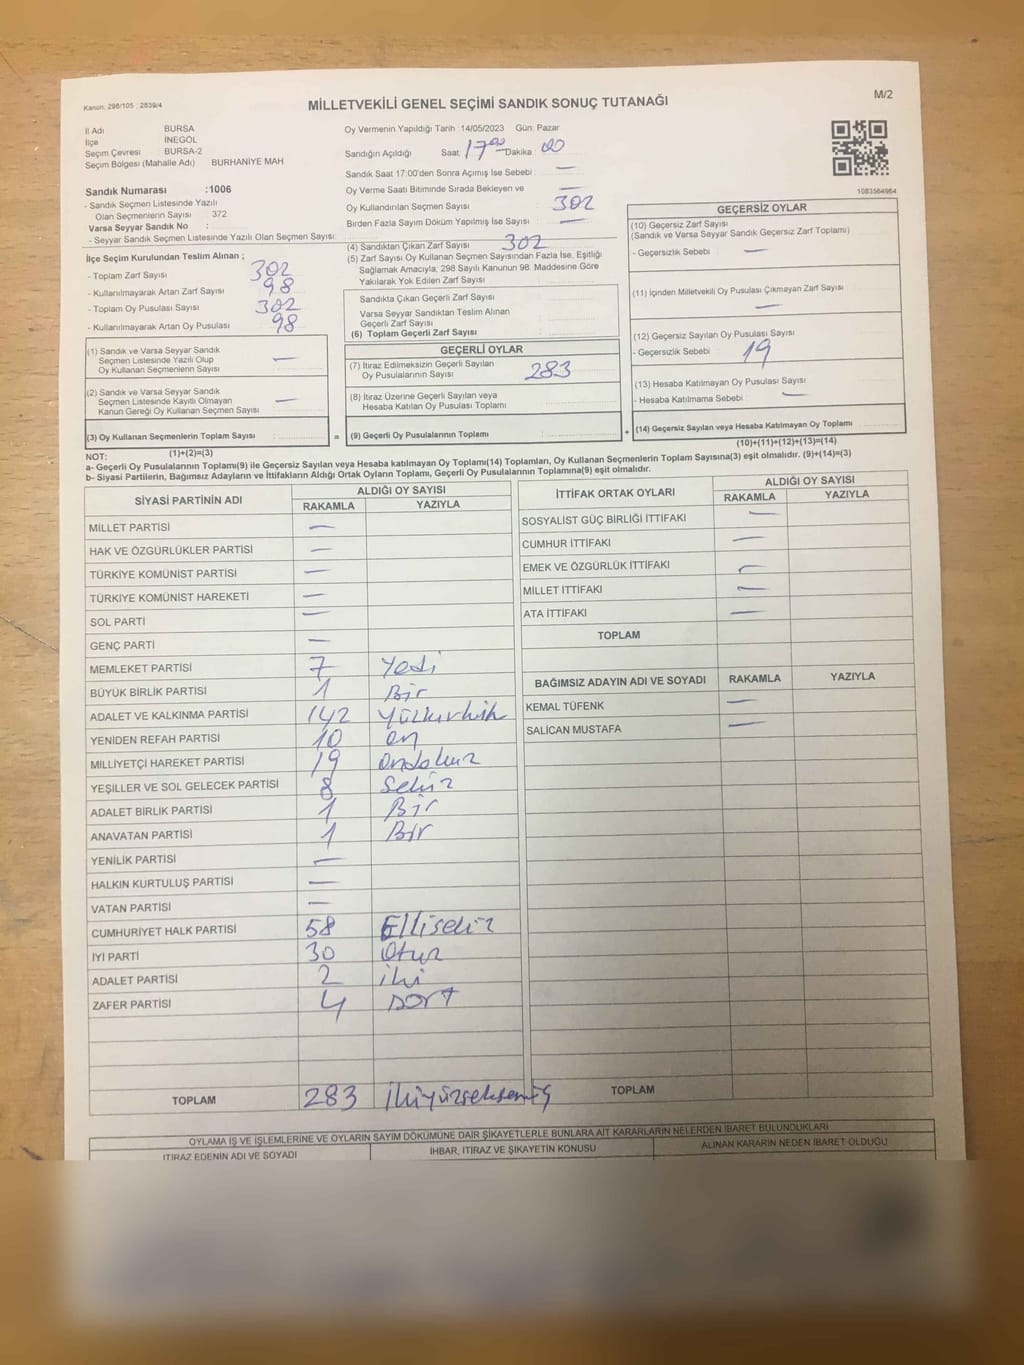 Kanun: 298/105 , 2839/4
MİLLETVEKİLİ GENEL SEÇİMİ SANDIK SONUÇ TUTANAĞI
M/2
İl Adı BURSA
İlçe İNEGÖL
Seçim Çevresi BURSA-2
Seçim Bölgesi (Mahalle Adı) BURHANİYE MAH
Sandık Numarası :1006
- Sandık Seçmen Listesinde Yazılı
Olan Seçmenlerin Sayısı 372
Varsa Seyyar Sandık No :
- Seyyar Sandık Seçmen Listesinde Yazılı Olan Seçmen Sayısı:
İlçe Seçim Kurulundan Teslim Alınan ;
- Toplam Zarf Sayısı 302
- Kullanılmayarak Artan Zarf Sayısı 98
- Toplam Oy Pusulası Sayısı 302
- Kullanılmayarak Artan Oy Pusulası 98
(1) Sandık ve Varsa Seyyar Sandık
Seçmen Listesinde Yazılı Olup
Oy Kullanan Seçmenlerin Sayısı —
(2) Sandık ve Varsa Seyyar Sandık
Seçmen Listesinde Kayıtlı Olmayan
Kanun Gereği Oy Kullanan Seçmen Sayısı —
(3) Oy Kullanan Seçmenlerin Toplam Sayısı :
(1)+(2)=(3)
Oy Vermenin Yapıldığı Tarih :14/05/2023 Gün: Pazar
Sandığın Açıldığı Saat: 17⁰⁰ Dakika : 00
Sandık Saat 17:00'den Sonra Açımış İse Sebebi : —
Oy Verme Saati Bitiminde Sırada Bekleyen ve —
Oy Kullandırılan Seçmen Sayısı 302
Birden Fazla Sayım Döküm Yapılmış İse Sayısı : —
(4) Sandıktan Çıkan Zarf Sayısı 302
(5) Zarf Sayısı Oy Kullanan Seçmen Sayısından Fazla İse, Eşitliği
Sağlamak Amacıyla, 298 Sayılı Kanunun 98. Maddesine Göre
Yakılarak Yok Edilen Zarf Sayısı :
Sandıkta Çıkan Geçerli Zarf Sayısı
Varsa Seyyar Sandıktan Teslim Alınan
Geçerli Zarf Sayısı
(6) Toplam Geçerli Zarf Sayısı :
GEÇERLİ OYLAR
(7) İtiraz Edilmeksizin Geçerli Sayılan
Oy Pusulalarının Sayısı 283
(8) İtiraz Üzerine Geçerli Sayılan veya
Hesaba Katılan Oy Pusulası Toplamı
= (9) Geçerli Oy Pusulalarının Toplamı :
1083564964
GEÇERSİZ OYLAR
(10) Geçersiz Zarf Sayısı
(Sandık ve Varsa Seyyar Sandık Geçersiz Zarf Toplamı)
- Geçersizlik Sebebi —
(11) İçinden Milletvekili Oy Pusulası Çıkmayan Zarf Sayısı
—
(12) Geçersiz Sayılan Oy Pusulası Sayısı
- Geçersizlik Sebebi 19
(13) Hesaba Katılmayan Oy Pusulası Sayısı
- Hesaba Katılmama Sebebi —
+ (14) Geçersiz Sayılan veya Hesaba Katılmayan Oy Toplamı
(10)+(11)+(12)+(13)=(14)
NOT:
a- Geçerli Oy Pusulalarının Toplamı(9) ile Geçersiz Sayılan veya Hesaba katılmayan Oy Toplamı(14) Toplamları, Oy Kullanan Seçmenlerin Toplam Sayısına(3) eşit olmalıdır. (9)+(14)=(3)
b- Siyasi Partilerin, Bağımsız Adayların ve İttifakların Aldığı Ortak Oyların Toplamı, Geçerli Oy Pusulalarının Toplamına(9) eşit olmalıdır.
SİYASİ PARTİNİN ADI ALDIĞI OY SAYISI
RAKAMLA YAZIYLA
MİLLET PARTİSİ —
HAK VE ÖZGÜRLÜKLER PARTİSİ —
TÜRKİYE KOMÜNİST PARTİSİ —
TÜRKİYE KOMÜNİST HAREKETİ —
SOL PARTİ —
GENÇ PARTİ —
MEMLEKET PARTİSİ 7 Yedi
BÜYÜK BİRLİK PARTİSİ 1 Bir
ADALET VE KALKINMA PARTİSİ 142
YENİDEN REFAH PARTİSİ 10 on
MİLLİYETÇİ HAREKET PARTİSİ 19 ondokuz
YEŞİLLER VE SOL GELECEK PARTİSİ 8 Sekiz
ADALET BİRLİK PARTİSİ 1 Bir
ANAVATAN PARTİSİ 1 Bir
YENİLİK PARTİSİ —
HALKIN KURTULUŞ PARTİSİ —
VATAN PARTİSİ —
CUMHURİYET HALK PARTİSİ 58 Ellisekiz
İYİ PARTİ 30 Otuz
ADALET PARTİSİ 2 iki
ZAFER PARTİSİ 4 DÖRT
TOPLAM 283
İTTİFAK ORTAK OYLARI ALDIĞI OY SAYISI
RAKAMLA YAZIYLA
SOSYALİST GÜÇ BİRLİĞİ İTTİFAKI —
CUMHUR İTTİFAKI —
EMEK VE ÖZGÜRLÜK İTTİFAKI —
MİLLET İTTİFAKI —
ATA İTTİFAKI —
TOPLAM
BAĞIMSIZ ADAYIN ADI VE SOYADI RAKAMLA YAZIYLA
KEMAL TÜFENK —
SALİCAN MUSTAFA —
TOPLAM
OYLAMA İŞ VE İŞLEMLERİNE VE OYLARIN SAYIM DÖKÜMÜNE DAİR ŞİKAYETLERLE BUNLARA AİT KARARLARIN NELERDEN İBARET BULUNDUKLARI
İTİRAZ EDENİN ADI VE SOYADI İHBAR, İTİRAZ VE ŞİKAYETİN KONUSU ALINAN KARARIN NEDEN İBARET OLDUĞU